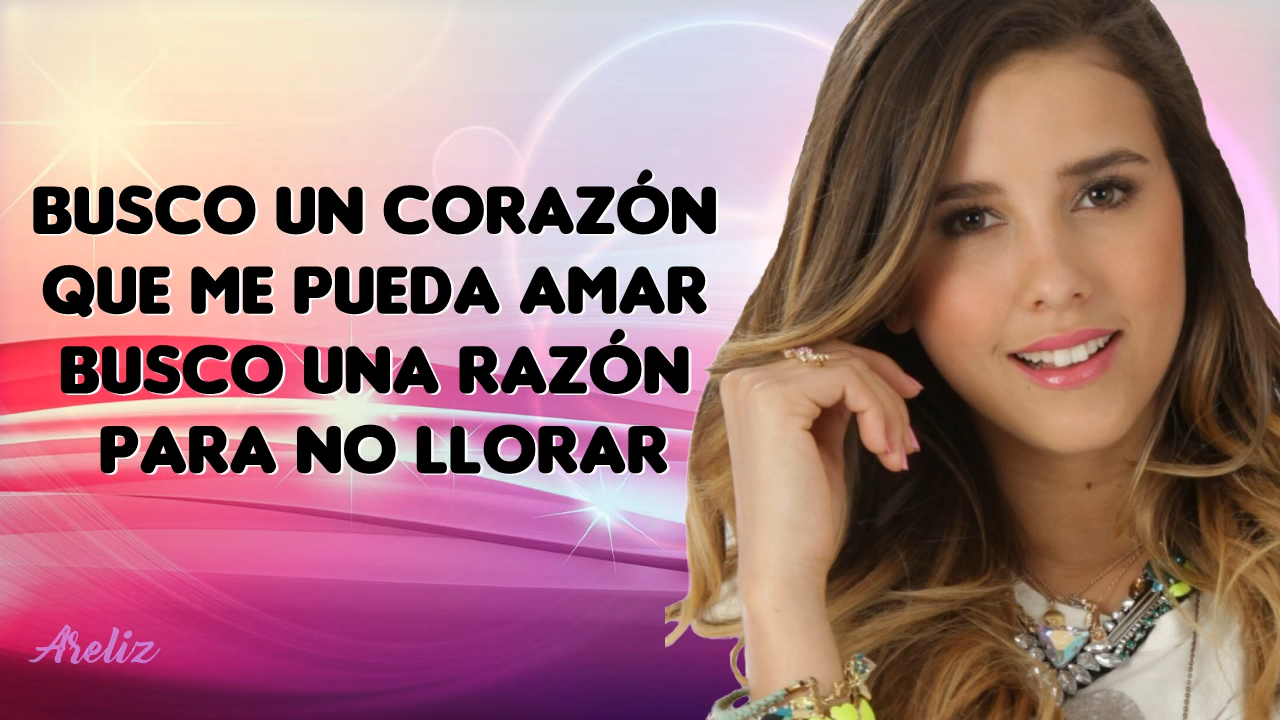 BUSCO UN CORAZÓN
QUE ME PUEDA AMAR
BUSCO UNA RAZÓN
PARA NO LLORAR
Areliz